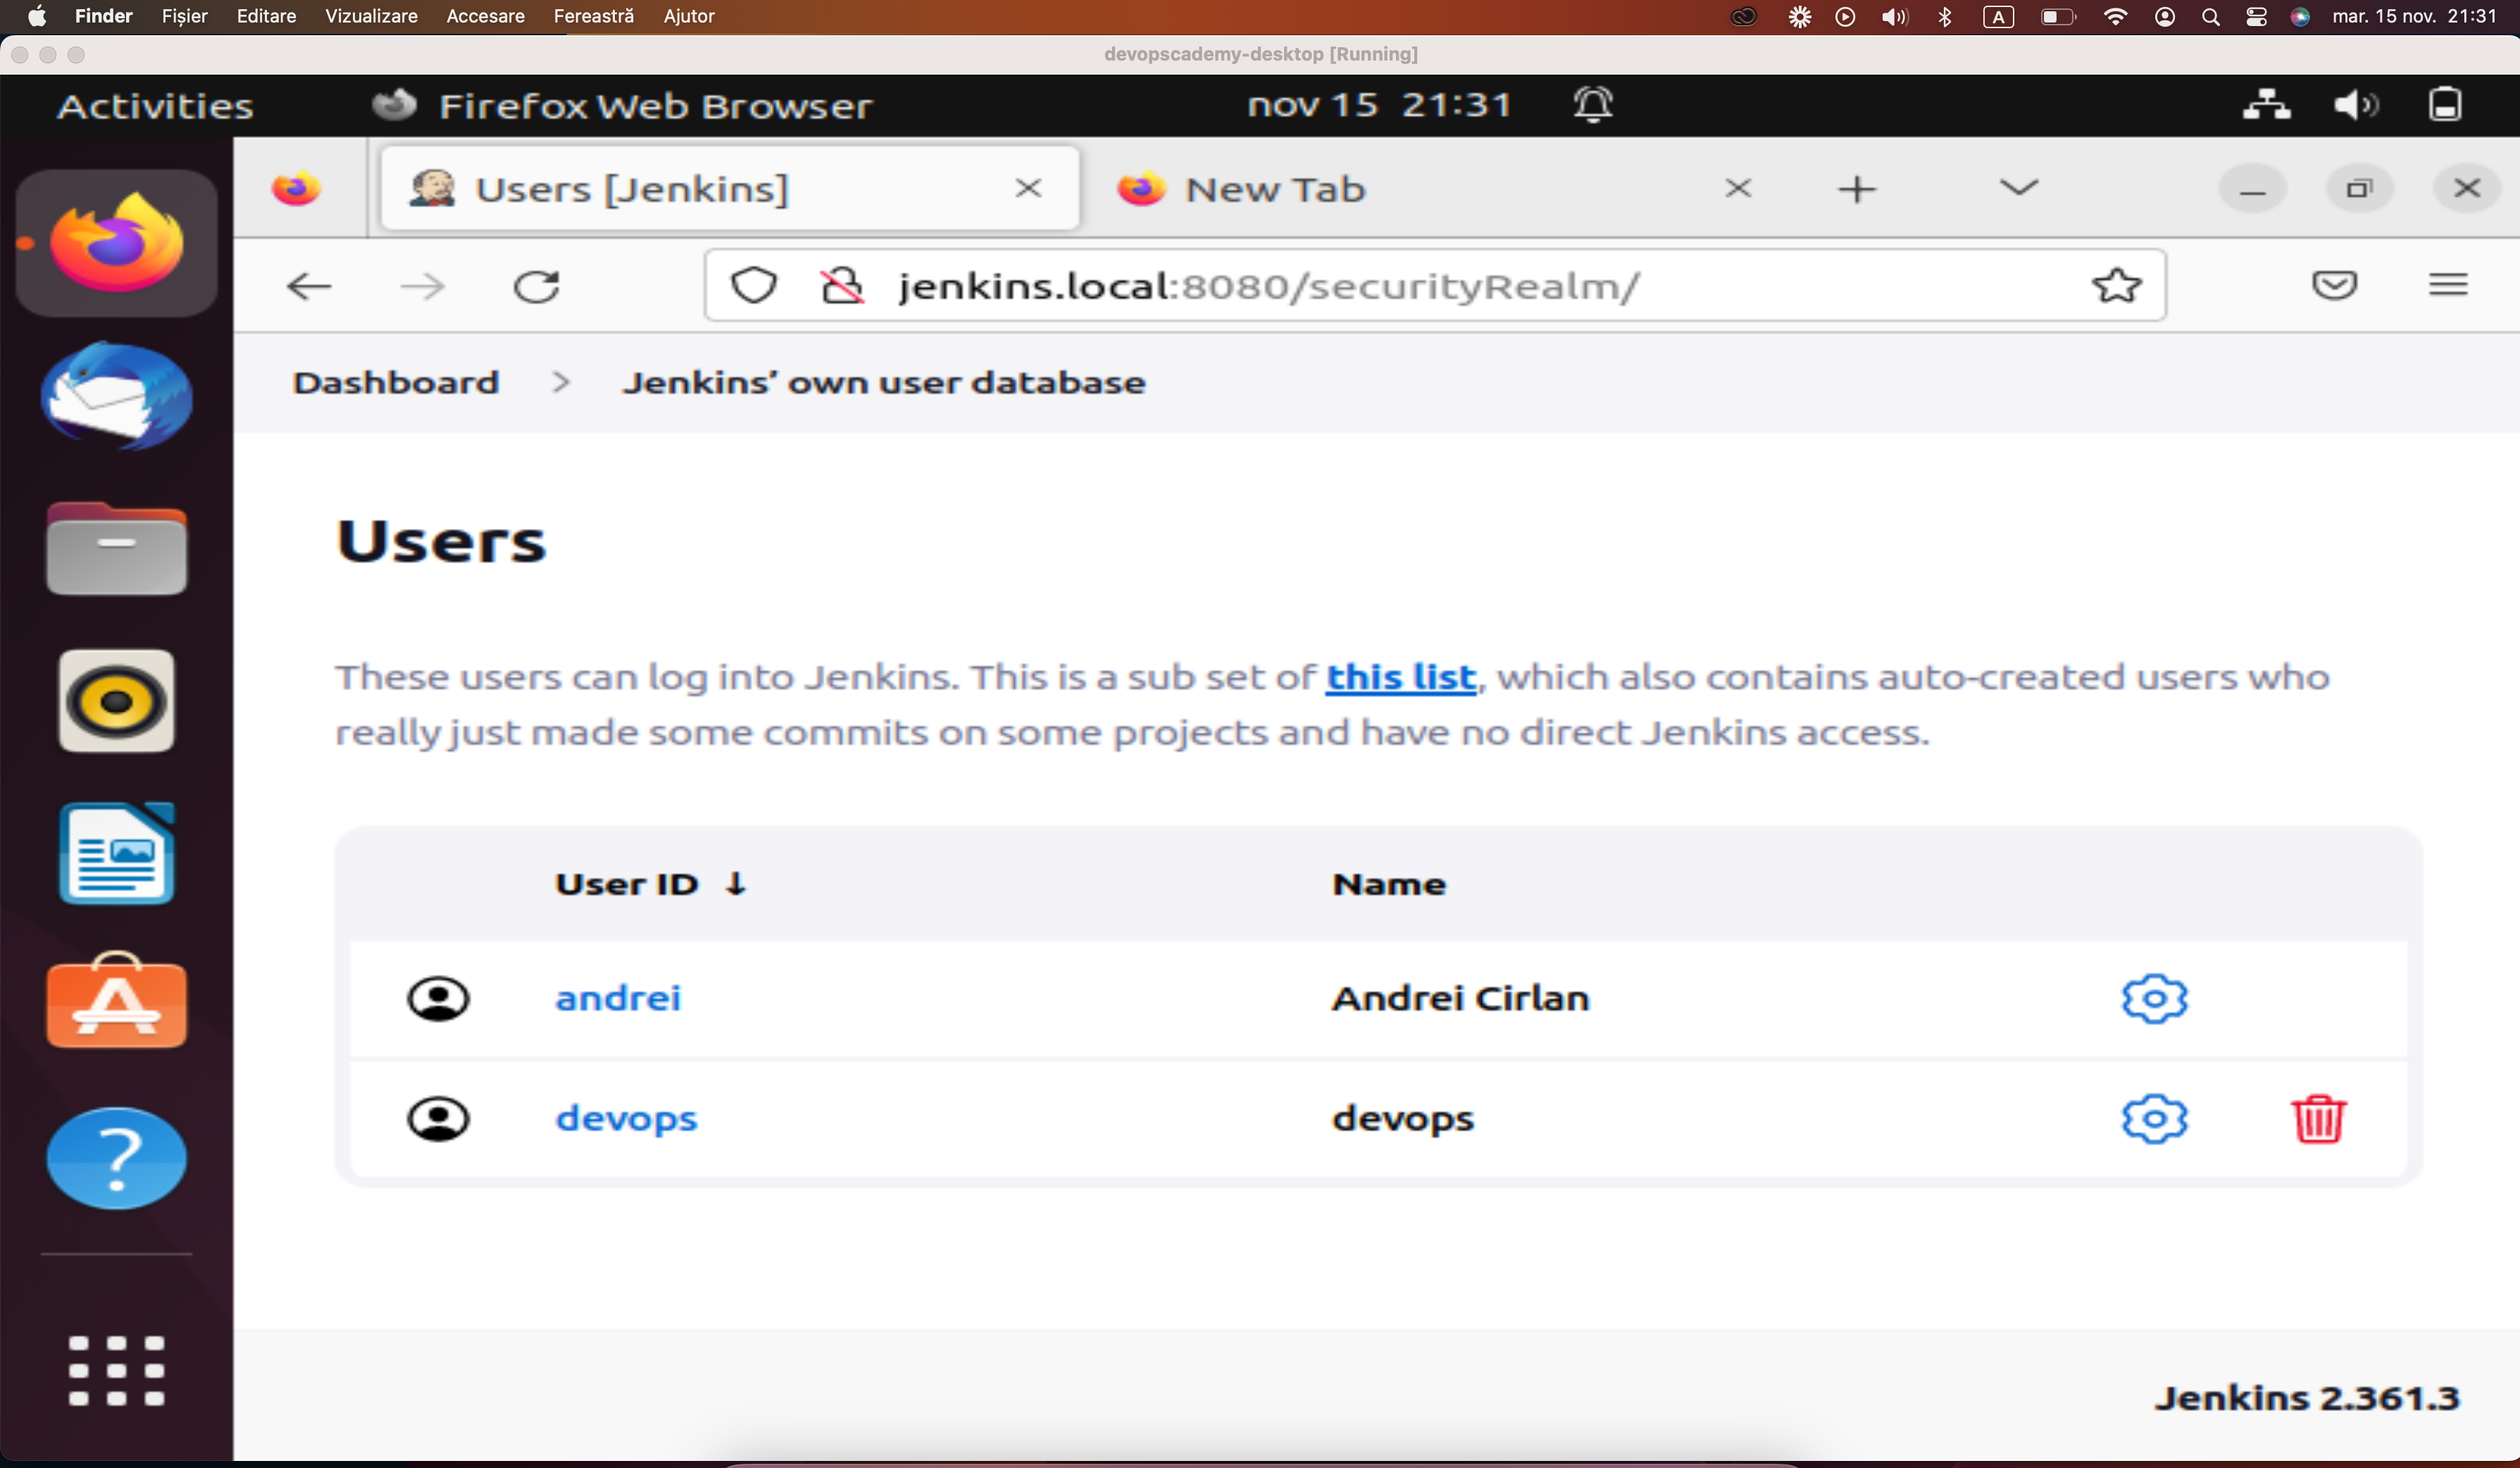 Finder Fișier Editare Vizualizare Accesare Fereastră Ajutor A mar. 15 nov. 21:31
devopscademy-desktop [Running]
Activities Firefox Web Browser nov 15 21:31
Users [Jenkins] New Tab
jenkins.local:8080/securityRealm/
Dashboard > Jenkins’ own user database
Users
These users can log into Jenkins. This is a sub set of this list, which also contains auto-created users who
really just made some commits on some projects and have no direct Jenkins access.
User ID ↓ Name
andrei Andrei Cirlan
devops devops
Jenkins 2.361.3